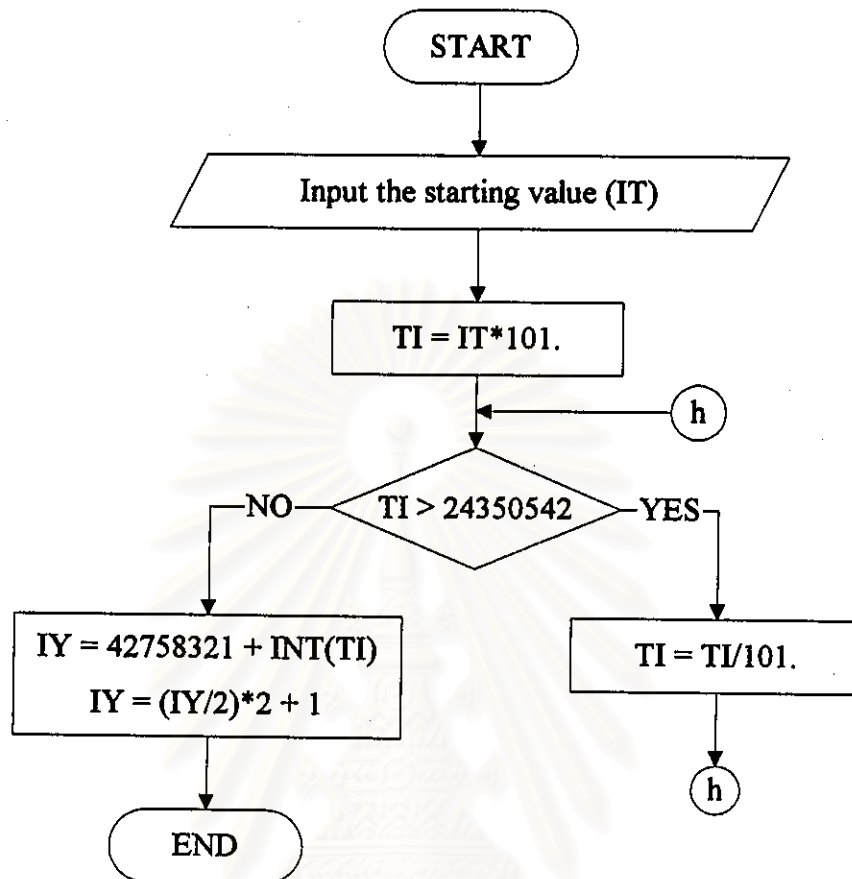 START
Input the starting value (IT)
TI = IT*101.
h
TI > 24350542
NO
YES
IY = 42758321 + INT(TI)
IY = (IY/2)*2 + 1
TI = TI/101.
h
END